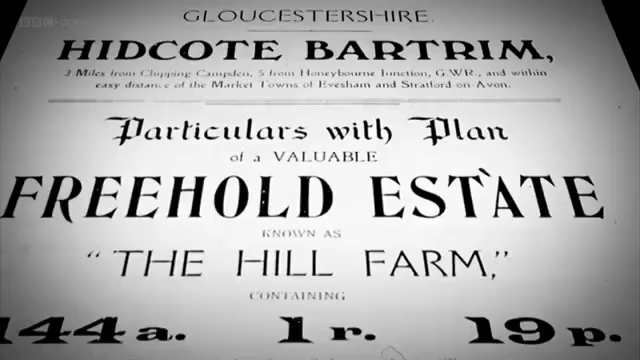 BBC FOUR
GLOUCESTERSHIRE.
HIDCOTE BARTRIM,
3 Miles from Chipping Campden, 5 from Honeybourne Junction, G.W.R., and within
easy distance of the Market Towns of Evesham and Stratford-on-Avon.
Particulars with Plan
of a VALUABLE
FREEHOLD ESTATE
KNOWN AS
"THE HILL FARM,"
CONTAINING
144a. 1r. 19p.